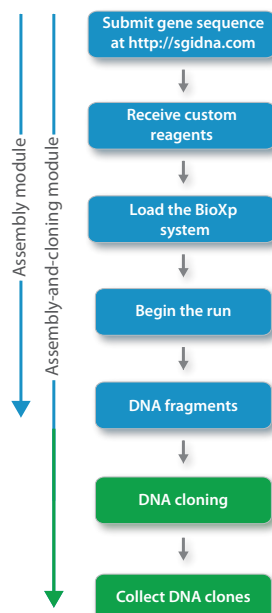 Submit gene sequence
at http://sgidna.com
Receive custom
reagents
Load the BioXp
system
Begin the run
DNA fragments
DNA cloning
Collect DNA clones
Assembly module
Assembly-and-cloning module